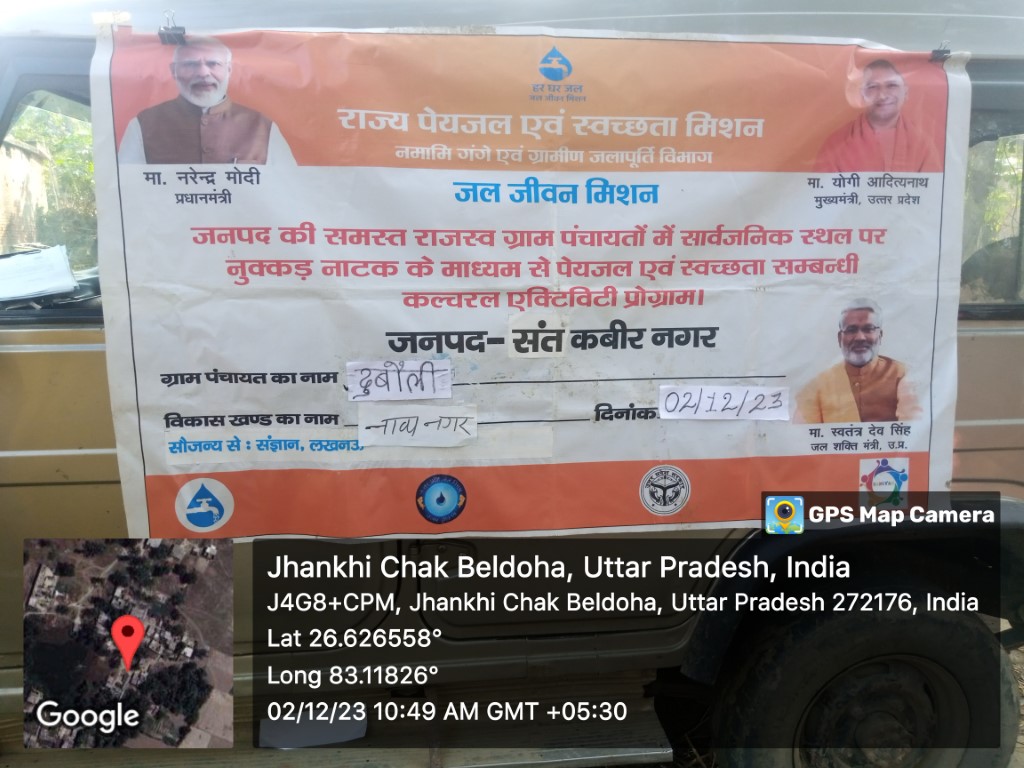 हर घर जल
जल जीवन मिशन
राज्य पेयजल एवं स्वच्छता मिशन
नमामि गंगे एवं ग्रामीण जलापूर्ति विभाग
मा. नरेन्द्र मोदी
प्रधानमंत्री
जल जीवन मिशन
मा. योगी आदित्यनाथ
मुख्यमंत्री, उत्तर प्रदेश
जनपद की समस्त राजस्व ग्राम पंचायतों में सार्वजनिक स्थल पर
नुक्कड़ नाटक के माध्यम से पेयजल एवं स्वच्छता सम्बन्धी
कल्चरल एक्टिविटी प्रोग्राम।
जनपद- संत कबीर नगर
ग्राम पंचायत का नाम दुबौली
विकास खण्ड का नाम नाथ नगर दिनांक 02/12/23
सौजन्य से : संज्ञान, लखनउ.
मा. स्वतंत्र देव सिंह
जल शक्ति मंत्री, उ.प्र.
GPS Map Camera
Jhankhi Chak Beldoha, Uttar Pradesh, India
J4G8+CPM, Jhankhi Chak Beldoha, Uttar Pradesh 272176, India
Lat 26.626558°
Long 83.11826°
02/12/23 10:49 AM GMT +05:30
Google